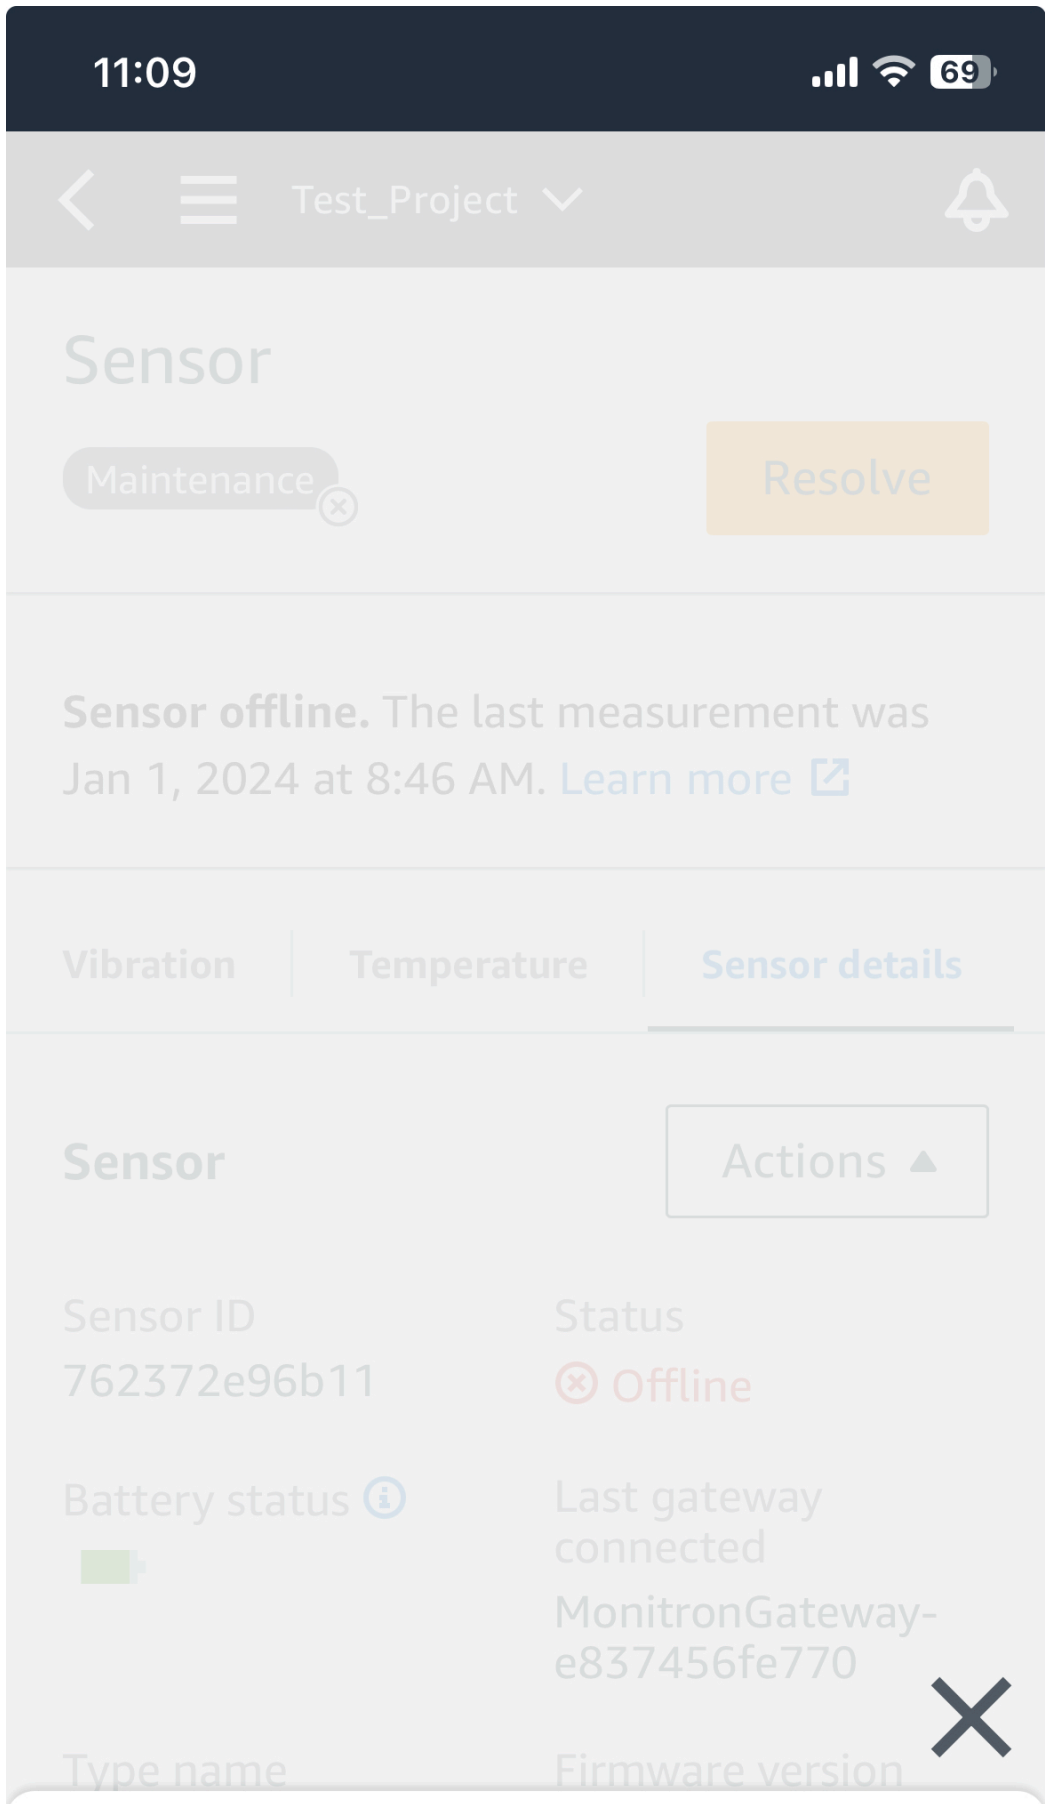 11:09
69
Test_Project
Sensor
Maintenance
Resolve
Sensor offline. The last measurement was
Jan 1, 2024 at 8:46 AM. Learn more
Vibration
Temperature
Sensor details
Sensor
Actions
Sensor ID
Status
762372e96b11
Offline
Battery status
Last gateway
connected
MonitronGateway-
e837456fe770
Type name
Firmware version